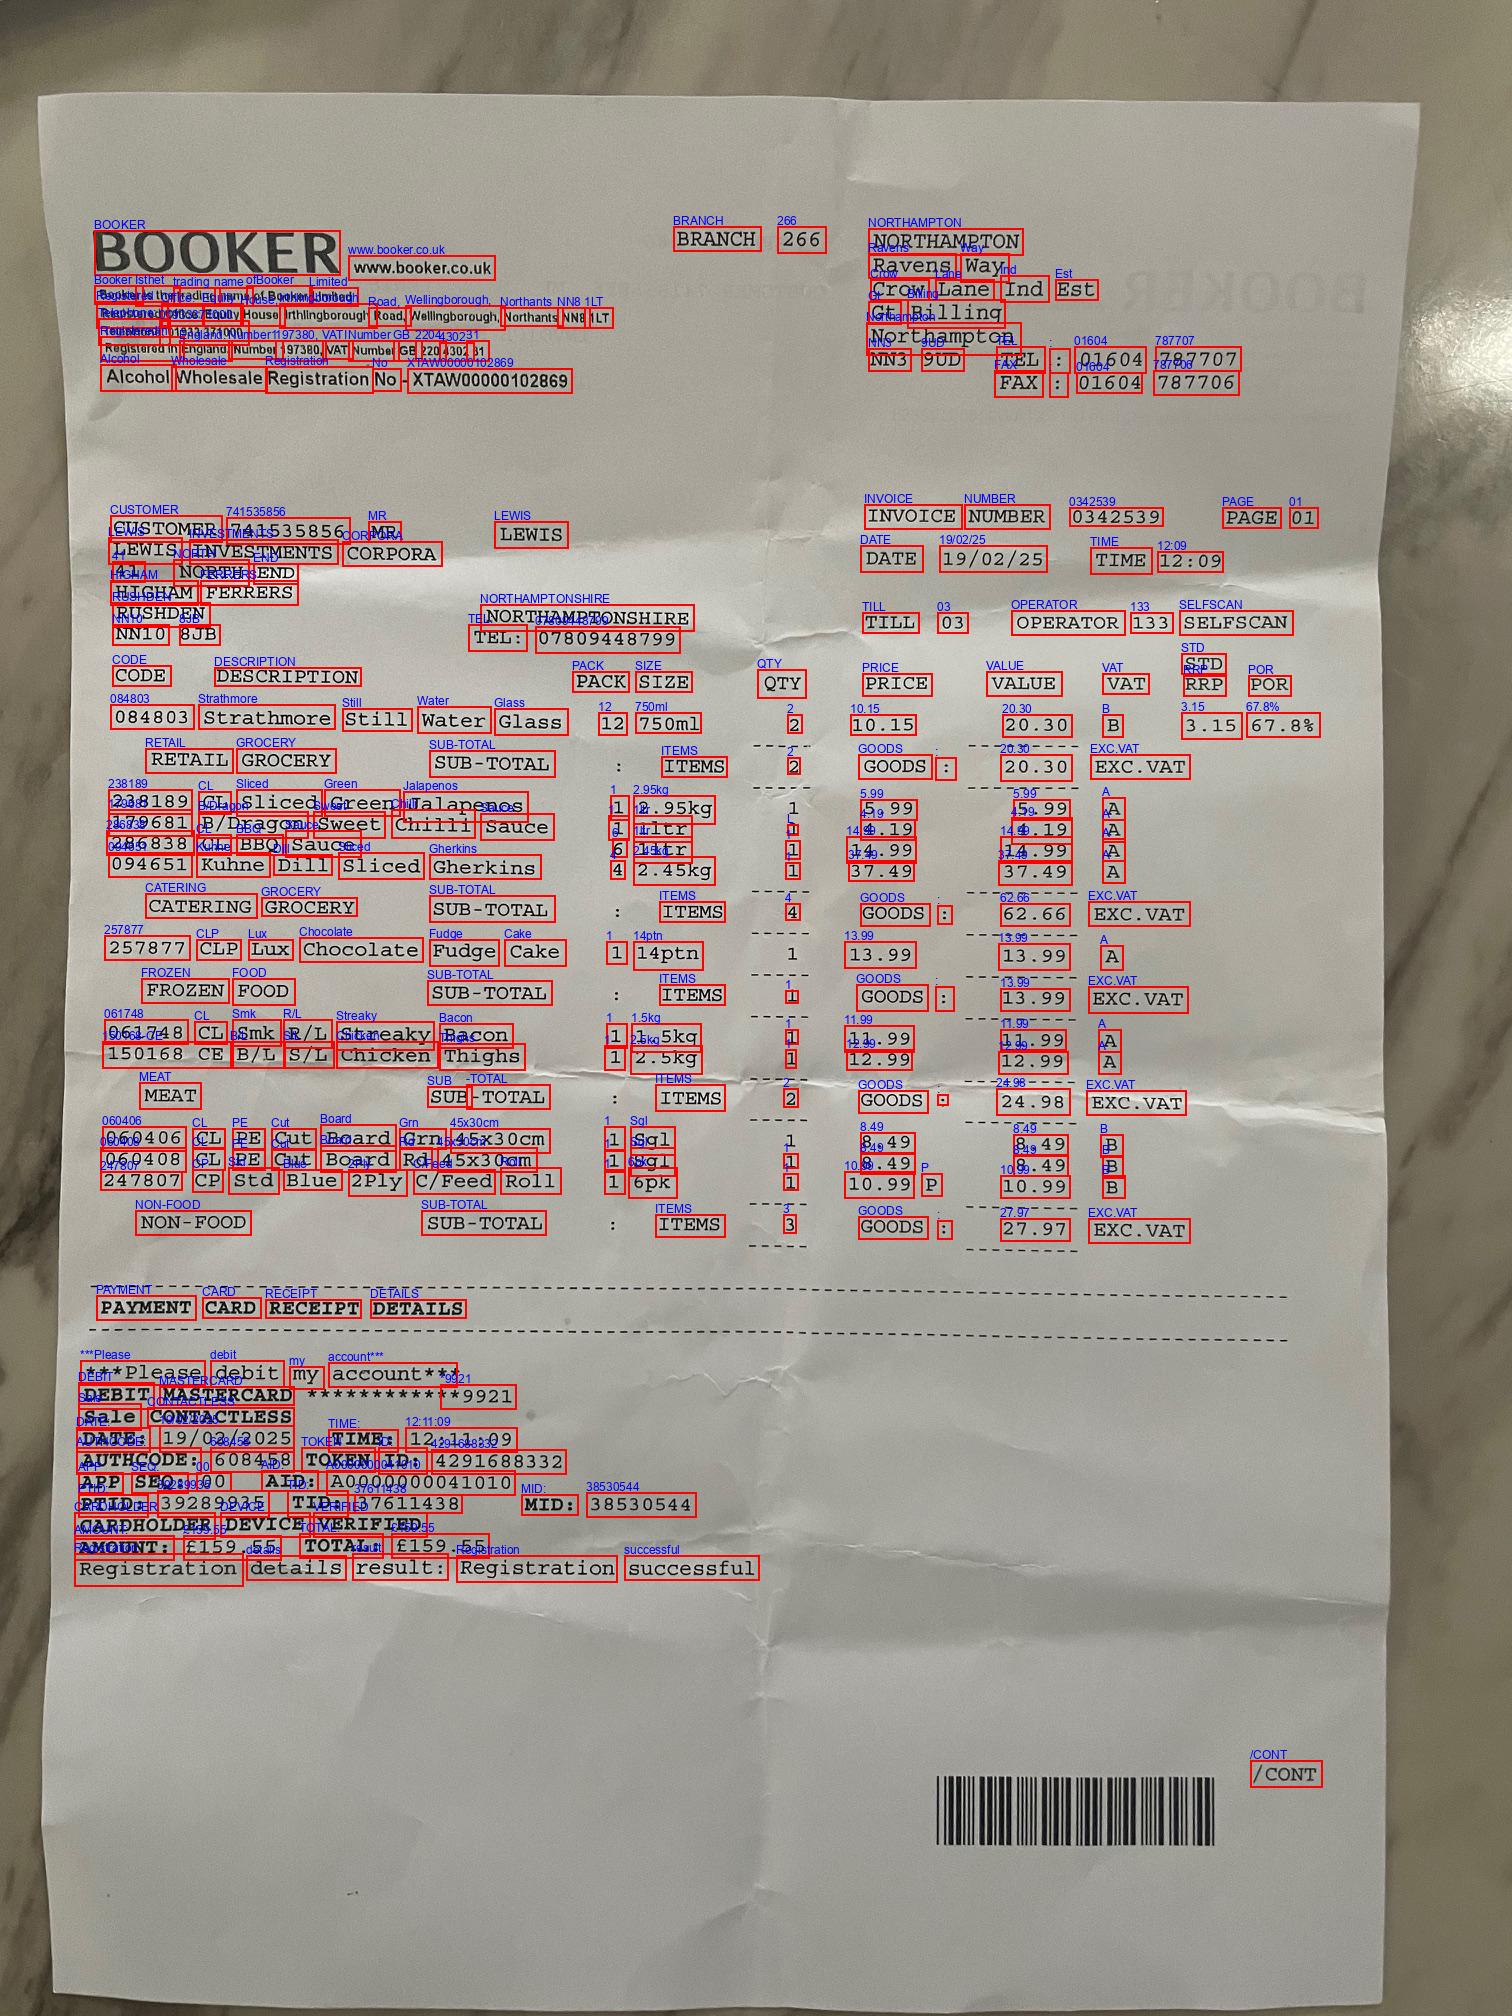 BOOKER www.booker.co.uk BRANCH 266 NORTHAMPTON
Ravens Way
Crow Lane Ind Est
Gt Billing
Northampton
NN3 9UD TEL : 01604 787707
FAX : 01604 787706
Booker is the trading name of Booker Limited
Registered Office: Equity House, Irthlingborough Road, Wellingborough, Northants NN8 1LT
Telephone: 01933 371000
Registered in England, Number 197380, VAT Number GB 220 4302 31
Alcohol Wholesale Registration No - XTAW00000102869
CUSTOMER 741535856 MR LEWIS INVOICE NUMBER 0342539 PAGE 01
LEWIS INVESTMENTS CORPORA DATE 19/02/25 TIME 12:09
41 NORTH END
HIGHAM FERRERS
RUSHDEN NORTHAMPTONSHIRE TILL 03 OPERATOR 133 SELFSCAN
NN10 8JB TEL: 07809448799
STD
CODE DESCRIPTION PACK SIZE QTY PRICE VALUE VAT RRP POR
084803 Strathmore Still Water Glass 12 750ml 2 10.15 20.30 B 3.15 67.8%
RETAIL GROCERY SUB-TOTAL : ITEMS 2 GOODS : 20.30 EXC.VAT
238189 CL Sliced Green Jalapenos 1 2.95kg 1 5.99 5.99 A
179681 B/Dragon Sweet Chilli Sauce 1 1ltr 1 4.19 4.19 A
286838 CL BBQ Sauce 6 1ltr 1 14.99 14.99 A
094651 Kuhne Dill Sliced Gherkins 4 2.45kg 1 37.49 37.49 A
CATERING GROCERY SUB-TOTAL : ITEMS 4 GOODS : 62.66 EXC.VAT
257877 CLP Lux Chocolate Fudge Cake 1 14ptn 1 13.99 13.99 A
FROZEN FOOD SUB-TOTAL : ITEMS 1 GOODS : 13.99 EXC.VAT
061748 CL Smk R/L Streaky Bacon 1 1.5kg 1 11.99 11.99 A
150168 CE B/L S/L Chicken Thighs 1 2.5kg 1 12.99 12.99 A
MEAT SUB-TOTAL : ITEMS 2 GOODS : 24.98 EXC.VAT
060406 CL PE Cut Board Grn 45x30cm 1 Sgl 1 8.49 8.49 B
060408 CL PE Cut Board Rd 45x30cm 1 Sgl 1 8.49 8.49 B
247807 CP Std Blue 2Ply C/Feed Roll 1 6pk 1 10.99 P 10.99 B
NON-FOOD SUB-TOTAL : ITEMS 3 GOODS : 27.97 EXC.VAT
PAYMENT CARD RECEIPT DETAILS
***Please debit my account***
DEBIT MASTERCARD ************9921
Sale CONTACTLESS
DATE: 19/02/2025 TIME: 12:11:09
AUTHCODE: 608458 TOKEN ID: 4291688332
APP SEQ: 00 AID: A0000000041010
PTID: 39289935 TID: 37611438 MID: 38530544
CARDHOLDER DEVICE VERIFIED
AMOUNT: £159.55 TOTAL: £159.55
Registration details result: Registration successful
/CONT